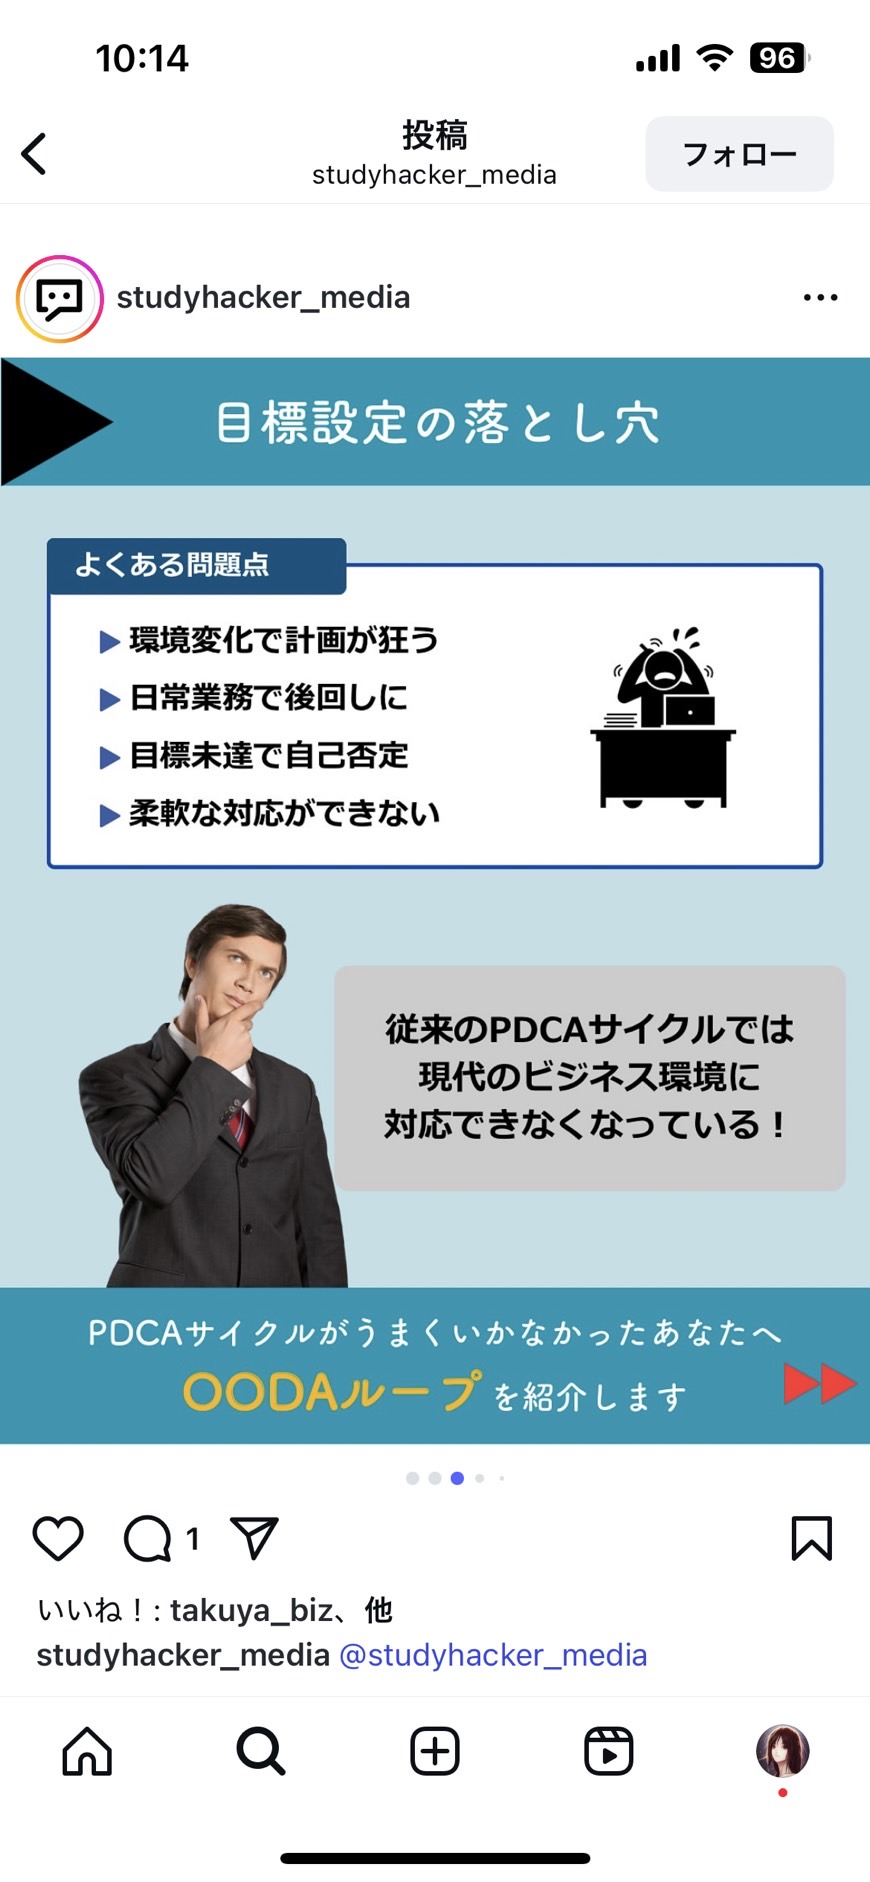 10:14
96
投稿
studyhacker_media
フォロー
studyhacker_media
目標設定の落とし穴
よくある問題点
環境変化で計画が狂う
日常業務で後回しに
目標未達で自己否定
柔軟な対応ができない
従来のPDCAサイクルでは
現代のビジネス環境に
対応できなくなっている！
PDCAサイクルがうまくいかなかったあなたへ
OODAループを紹介します
1
いいね！: takuya_biz、他
studyhacker_media @studyhacker_media